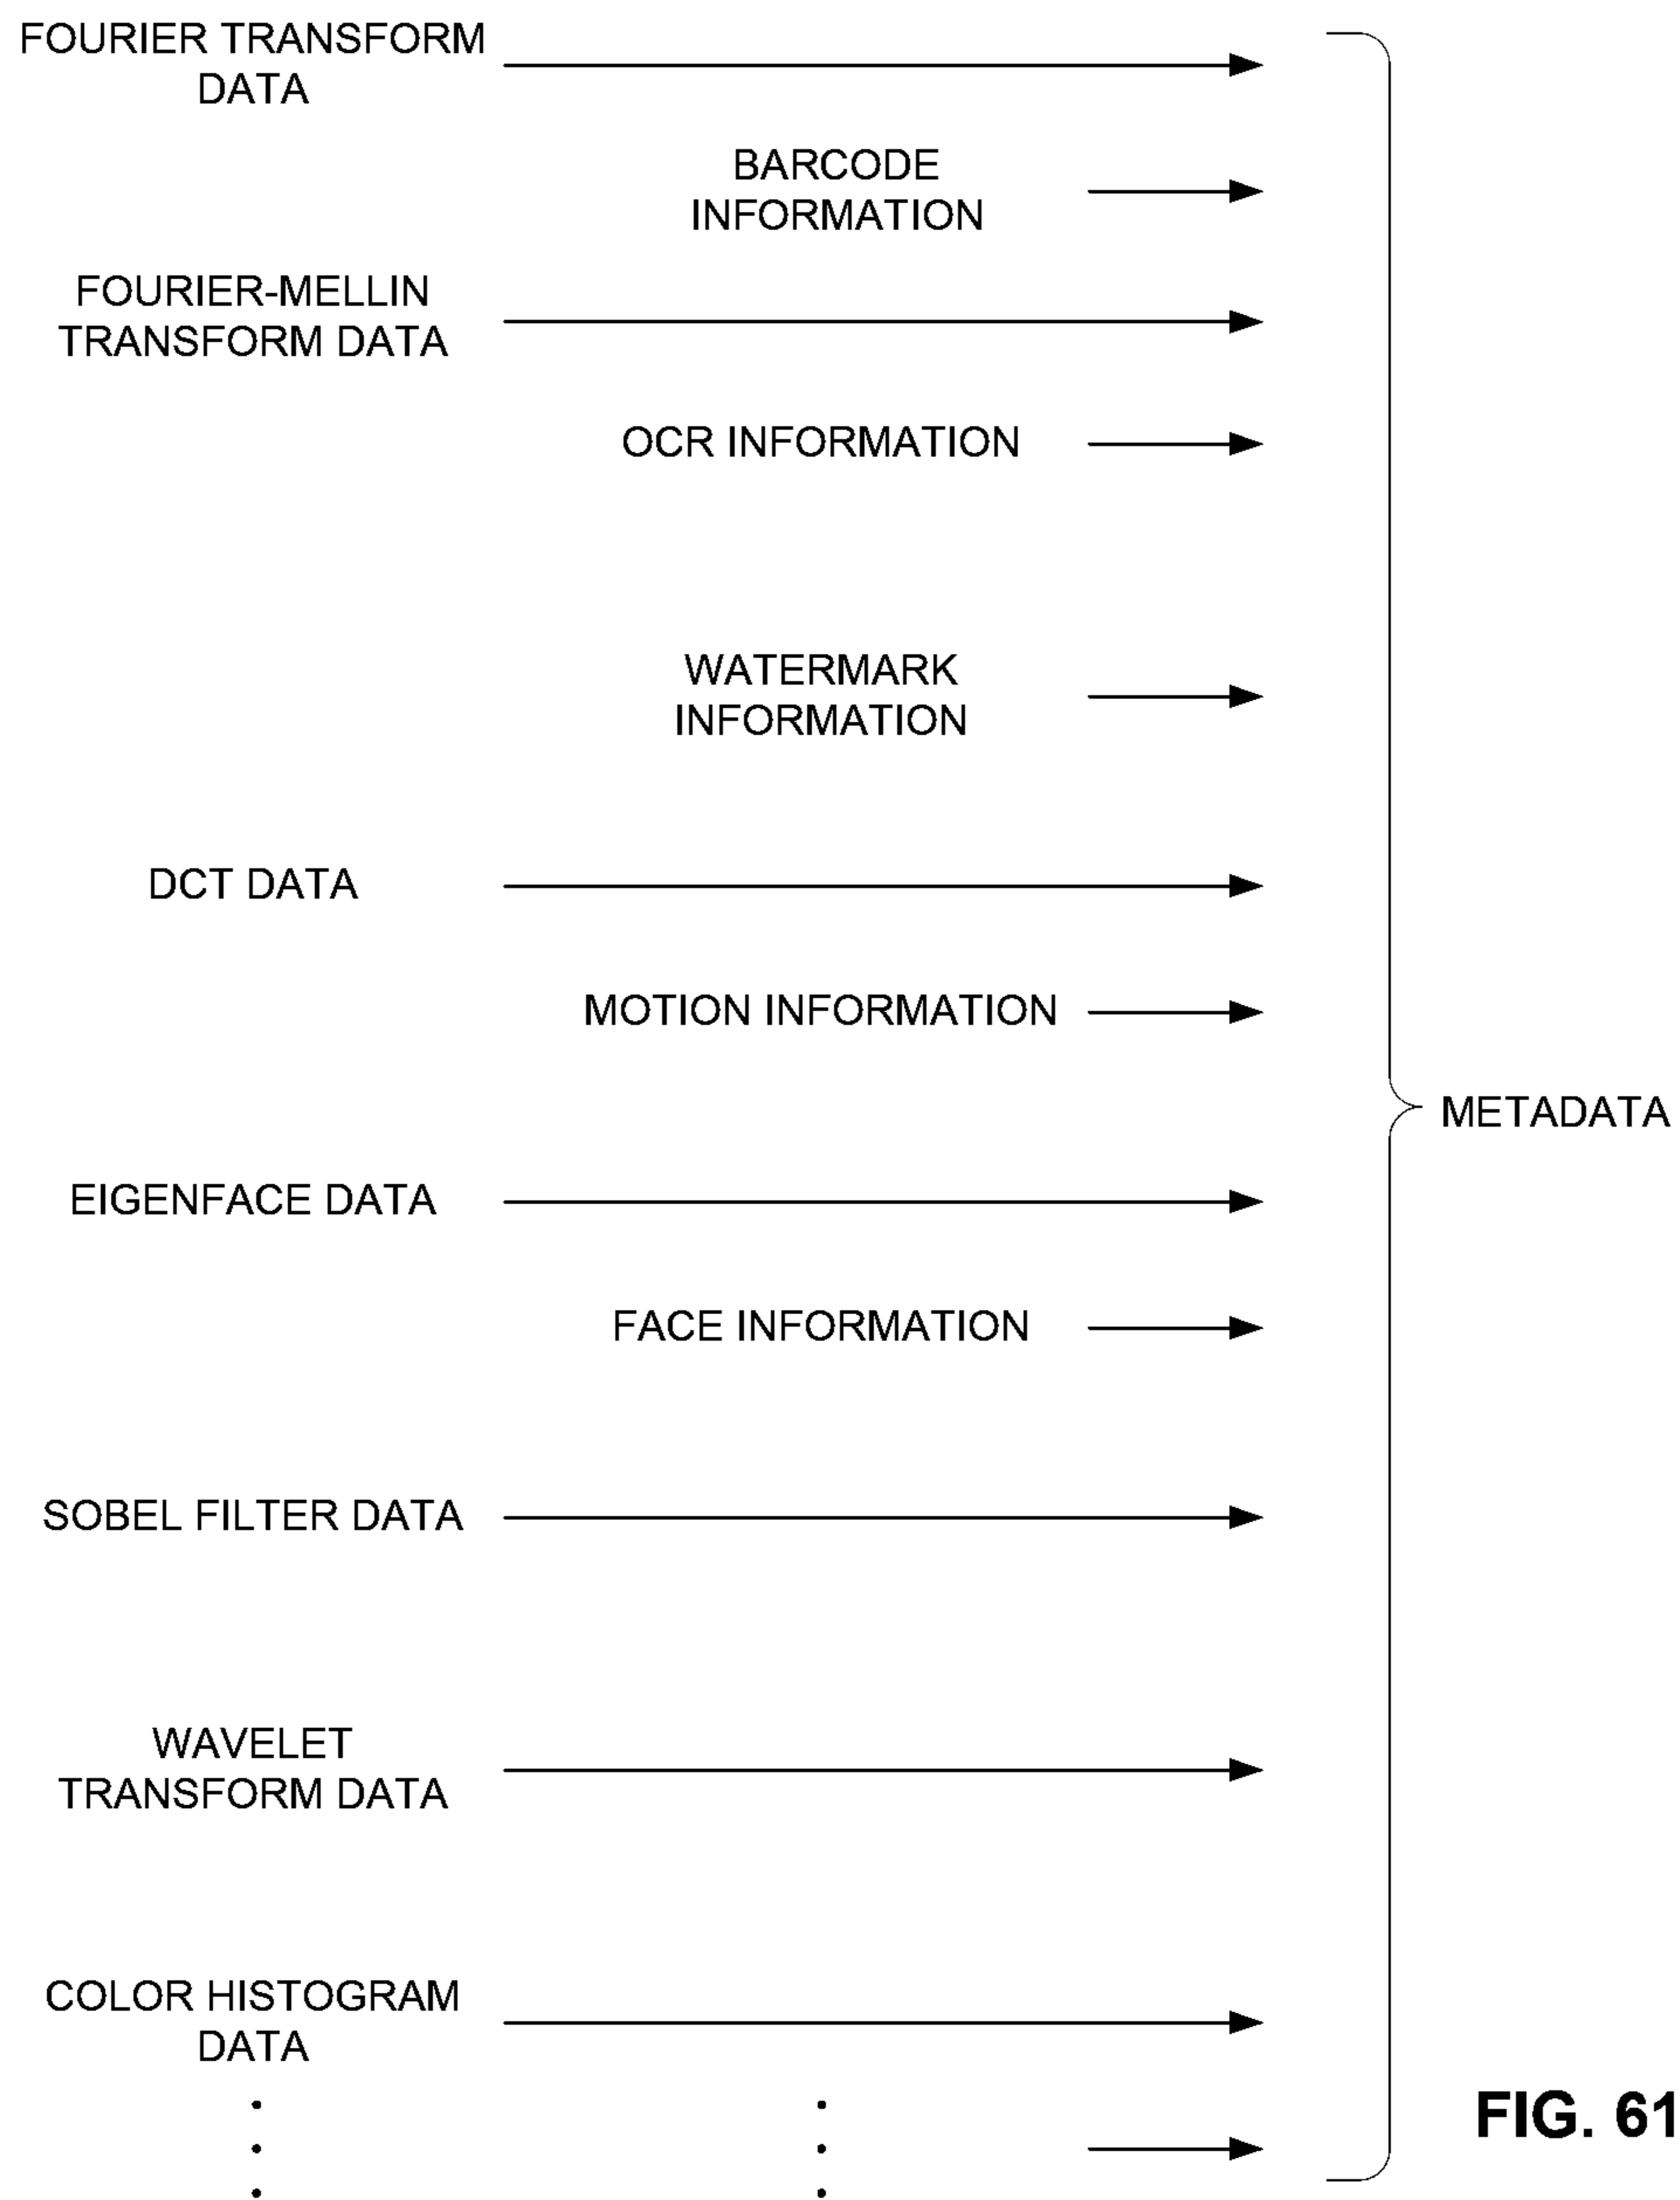 FOURIER TRANSFORM
DATA
BARCODE
INFORMATION
FOURIER-MELLIN
TRANSFORM DATA
OCR INFORMATION
WATERMARK
INFORMATION
DCT DATA
MOTION INFORMATION
METADATA
EIGENFACE DATA
FACE INFORMATION
SOBEL FILTER DATA
WAVELET
TRANSFORM DATA
COLOR HISTOGRAM
DATA
FIG. 61